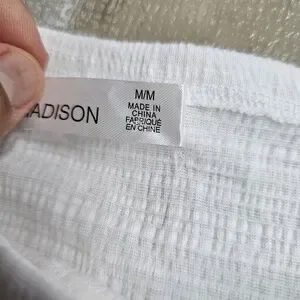 ADISON
M/M
MADE IN
CHINA
FABRIQUÉ
EN CHINE